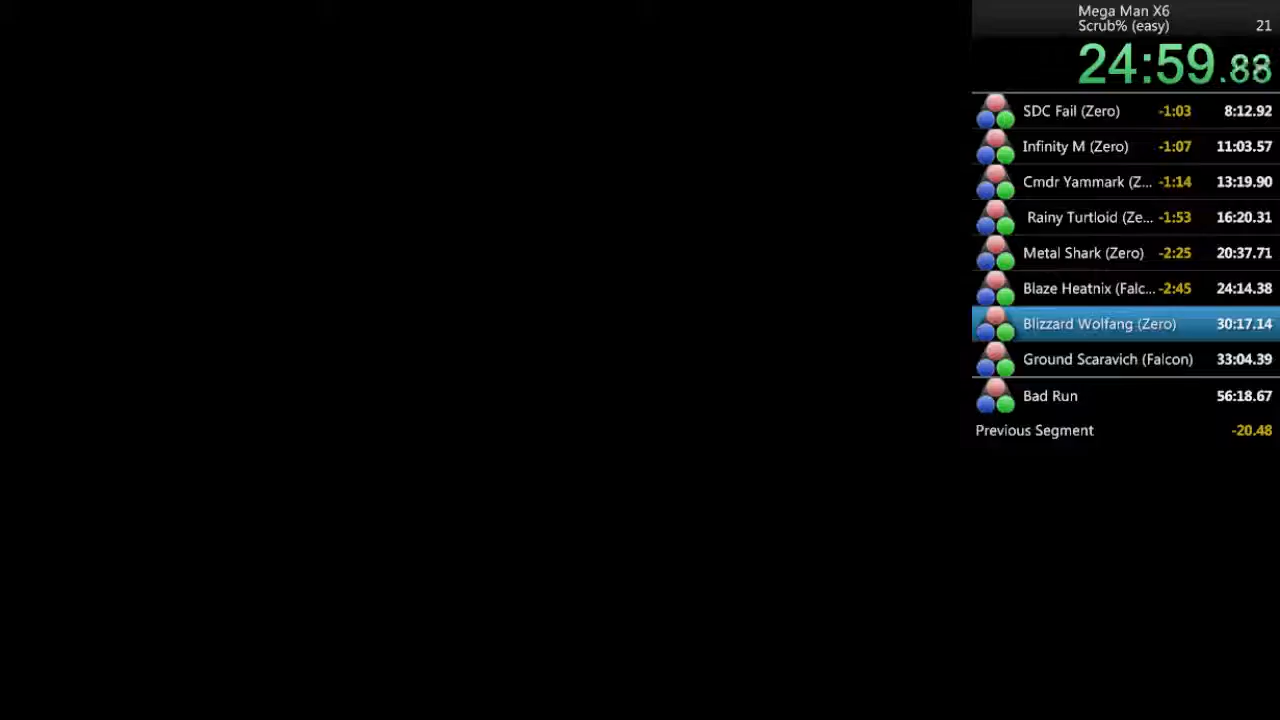 Mega Man X6
Scrub% (easy) 21
24:59.88
SDC Fail (Zero) -1:03 8:12.92
Infinity M (Zero) -1:07 11:03.57
Cmdr Yammark (Z... -1:14 13:19.90
Rainy Turtloid (Ze... -1:53 16:20.31
Metal Shark (Zero) -2:25 20:37.71
Blaze Heatnix (Falc... -2:45 24:14.38
Blizzard Wolfang (Zero) 30:17.14
Ground Scaravich (Falcon) 33:04.39
Bad Run 56:18.67
Previous Segment -20.48